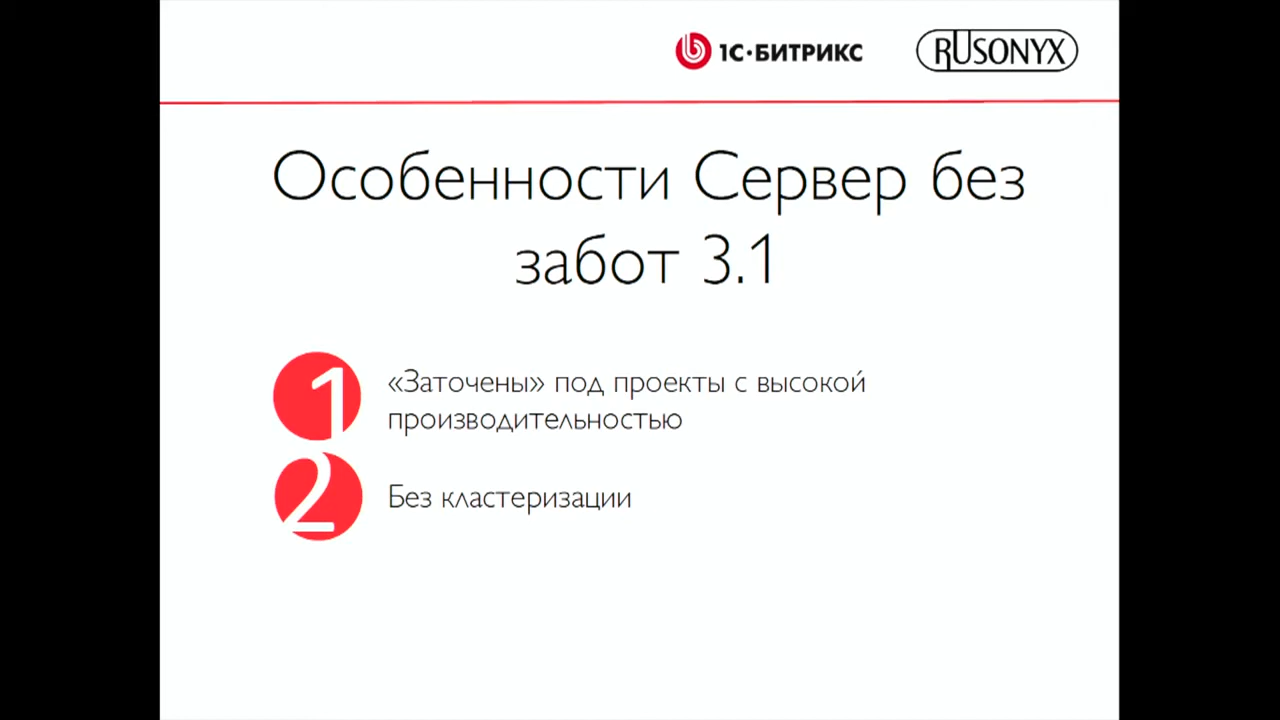 1С·БИТРИКС
RUSONYX
Особенности Сервер без
забот 3.1
1
«Заточены» под проекты с высокой
производительностью
2
Без кластеризации